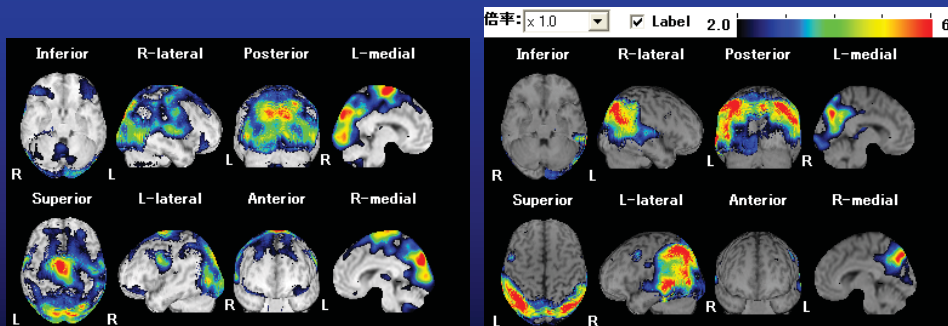 倍率: × 1.0 Label 2.0 6
Inferior R-lateral Posterior L-medial
R L L R
Superior L-lateral Anterior R-medial
L R R L
Inferior R-lateral Posterior L-medial
R L L R
Superior L-lateral Anterior R-medial
L R R L